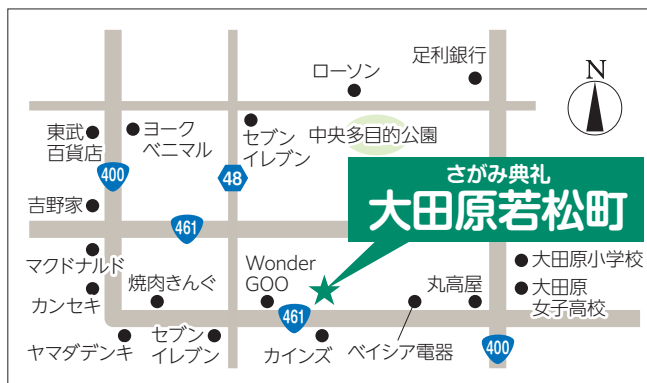 足利銀行
ローソン
N
東武
百貨店
ヨーク
ベニマル
セブン
イレブン
中央多目的公園
400
48
さがみ典礼
大田原若松町
吉野家
461
マクドナルド
カンセキ
焼肉きんぐ
Wonder
GOO
丸高屋
大田原小学校
大田原
女子高校
461
ヤマダデンキ
セブン
イレブン
カインズ
ベイシア電器
400